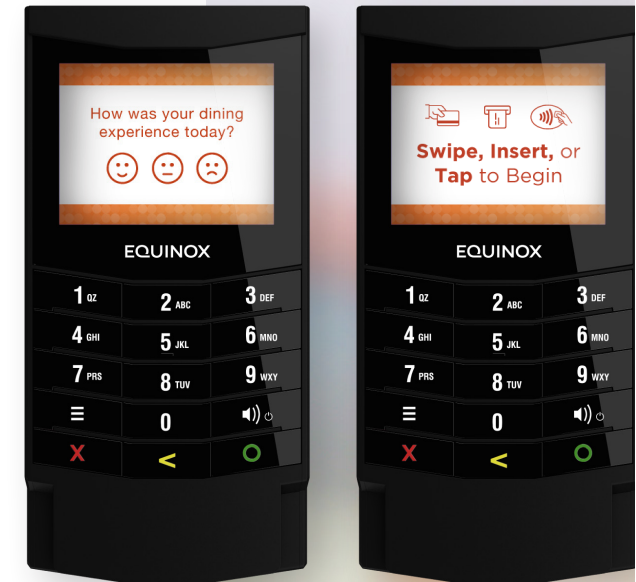 How was your dining
experience today?
EQUINOX
1 QZ
2 ABC
3 DEF
4 GHI
5 JKL
6 MNO
7 PRS
8 TUV
9 WXY
0
X
<
Swipe, Insert, or
Tap to Begin
EQUINOX
1 QZ
2 ABC
3 DEF
4 GHI
5 JKL
6 MNO
7 PRS
8 TUV
9 WXY
0
X
<